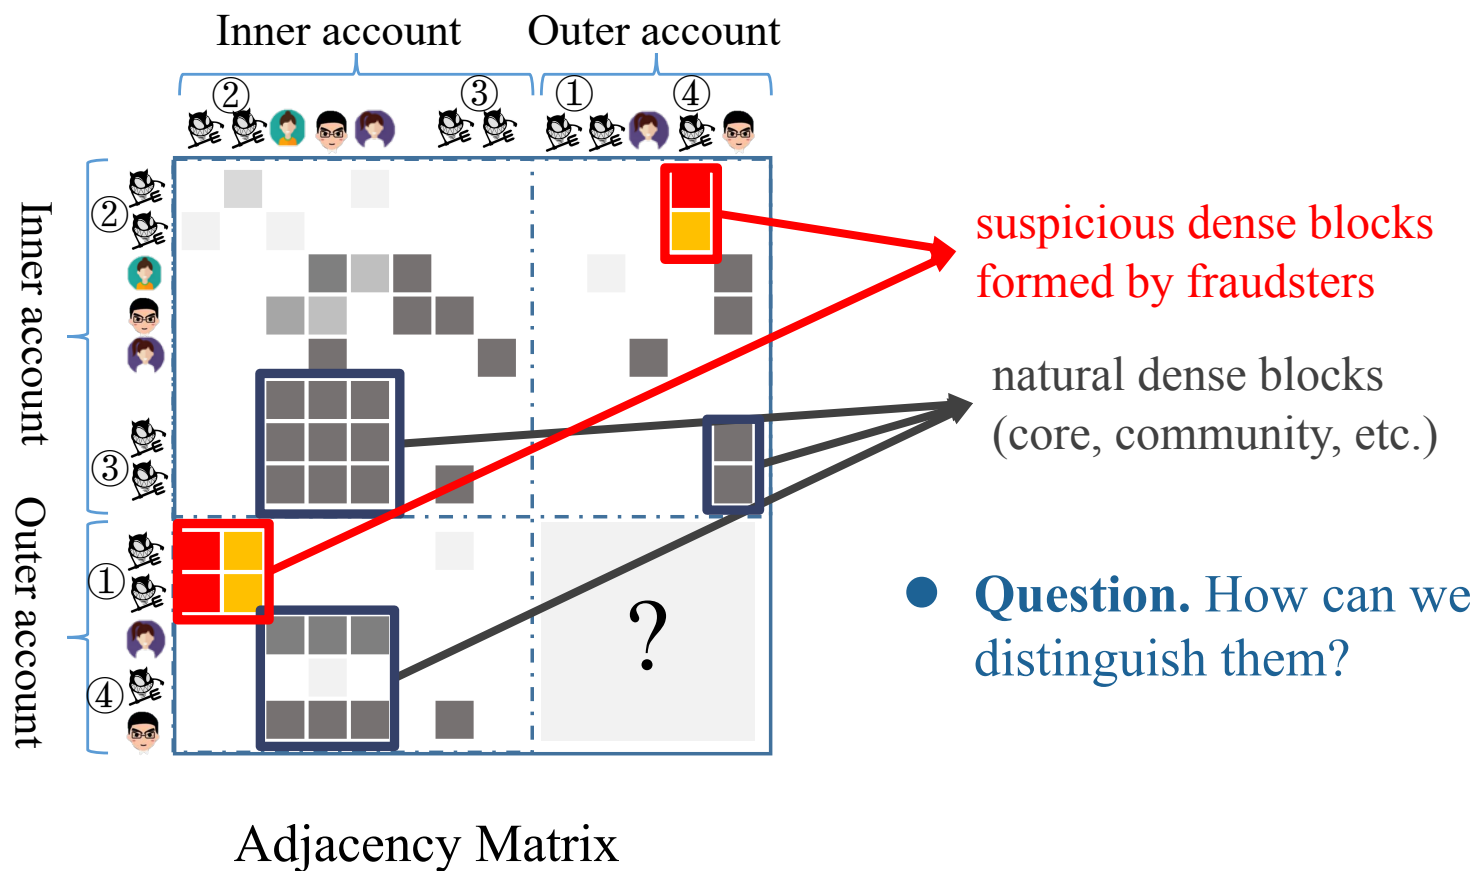 Inner account
Outer account
②
③
①
④
②
Inner account
③
Outer account
①
④
?
suspicious dense blocks
formed by fraudsters
natural dense blocks
(core, community, etc.)
● Question. How can we
distinguish them?
Adjacency Matrix